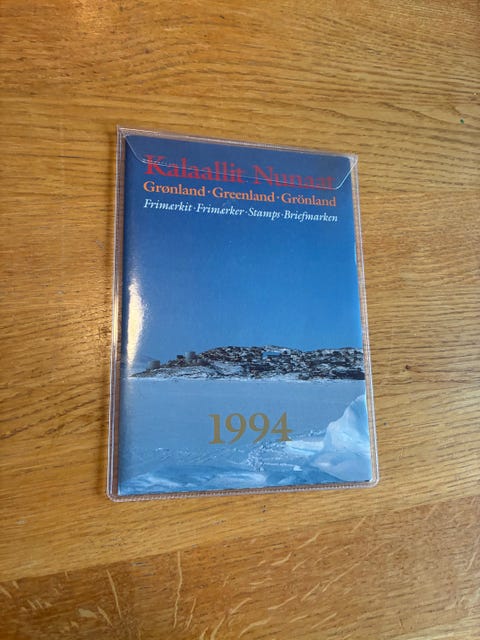 Kalaallit Nunaat
Grønland · Greenland · Grönland
Frimærkit · Frimærker · Stamps · Briefmarken
1994